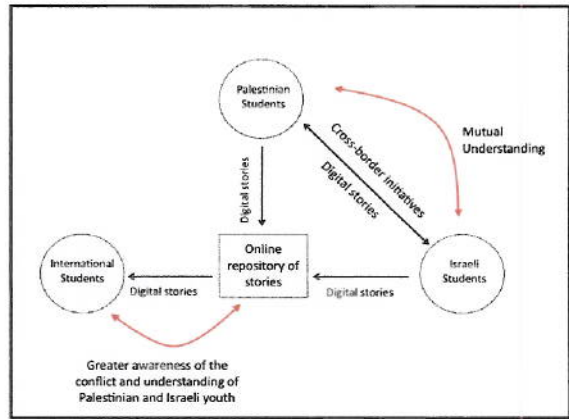 Palestinian
Students
Mutual
Understanding
Cross-border initiatives
Digital stories
Digital stories
Online
repository of
stories
International
Students
Israeli
Students
Digital stories
Digital stories
Greater awareness of the
conflict and understanding of
Palestinian and Israeli youth